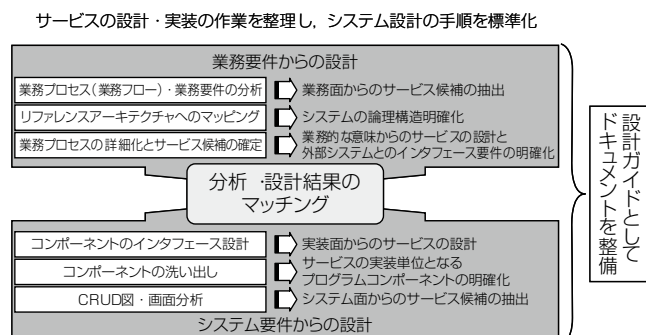 サービスの設計・実装の作業を整理し，システム設計の手順を標準化
業務要件からの設計
業務プロセス（業務フロー）・業務要件の分析
業務面からのサービス候補の抽出
リファレンスアーキテクチャへのマッピング
システムの論理構造明確化
業務プロセスの詳細化とサービス候補の確定
業務的な意味からのサービスの設計と
外部システムとのインタフェース要件の明確化
分析・設計結果の
マッチング
コンポーネントのインタフェース設計
実装面からのサービスの設計
コンポーネントの洗い出し
サービスの実装単位となる
プログラムコンポーネントの明確化
CRUD図・画面分析
システム面からのサービス候補の抽出
システム要件からの設計
設計ガイドとして
ドキュメントを整備